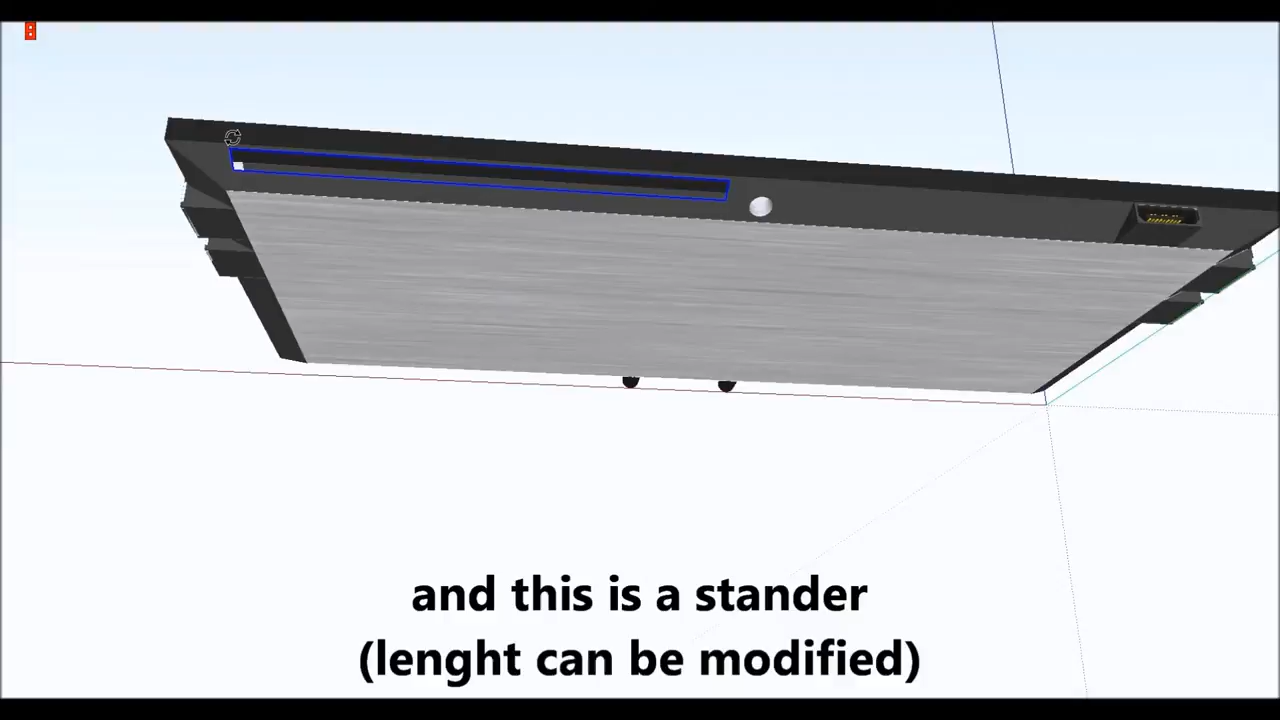 and this is a stander
(lenght can be modified)